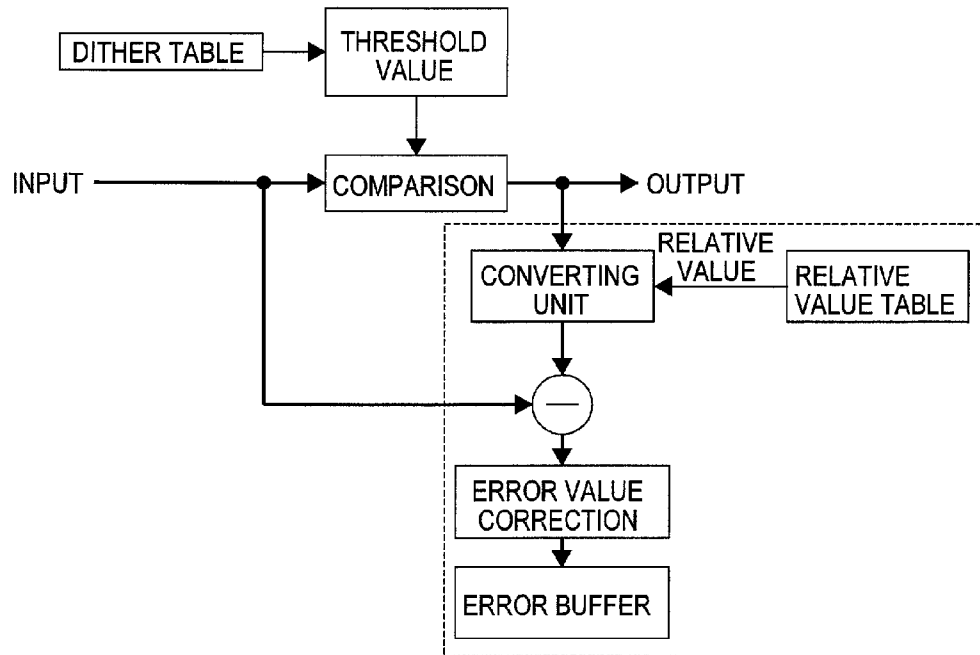 DITHER TABLE
THRESHOLD
VALUE
INPUT
COMPARISON
OUTPUT
CONVERTING
UNIT
RELATIVE
VALUE
RELATIVE
VALUE TABLE
ERROR VALUE
CORRECTION
ERROR BUFFER